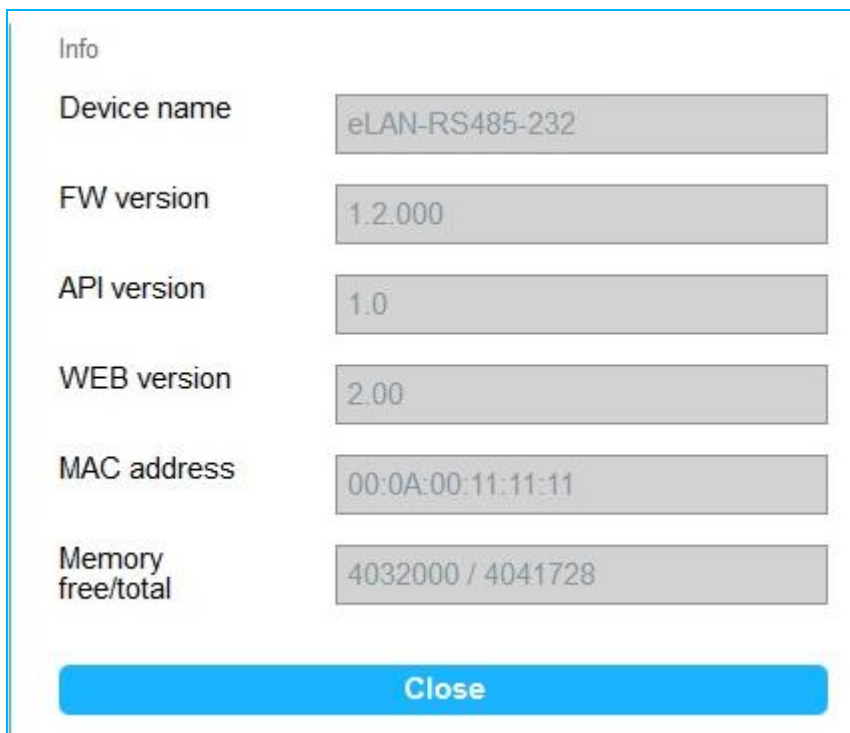 Info
Device name
eLAN-RS485-232
FW version
1.2.000
API version
1.0
WEB version
2.00
MAC address
00:0A:00:11:11:11
Memory
free/total
4032000 / 4041728
Close